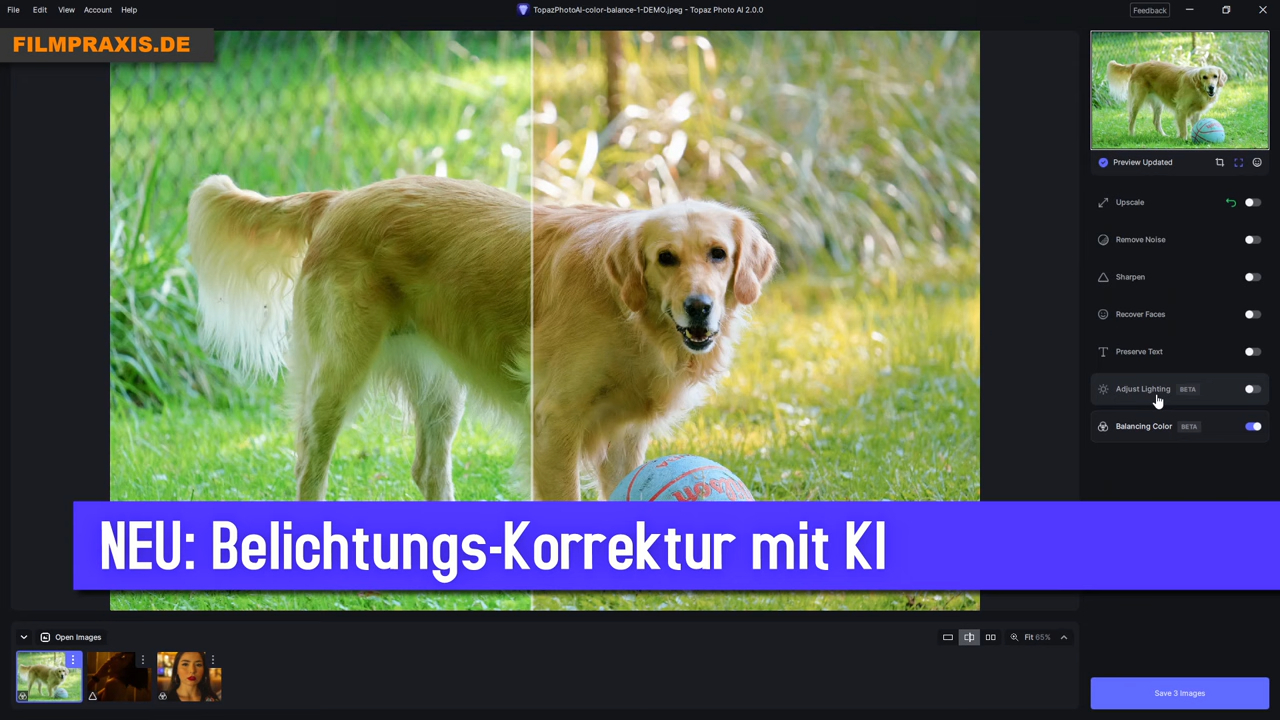 File Edit View Account Help
TopazPhotoAI-color-balance-1-DEMO.jpeg - Topaz Photo AI 2.0.0
Feedback
FILMPRAXIS.DE
Preview Updated
Upscale
Remove Noise
Sharpen
Recover Faces
Preserve Text
Adjust Lighting BETA
Balancing Color BETA
Wilson
NEU: Belichtungs-Korrektur mit KI
Open Images
Fit 65%
Save 3 Images